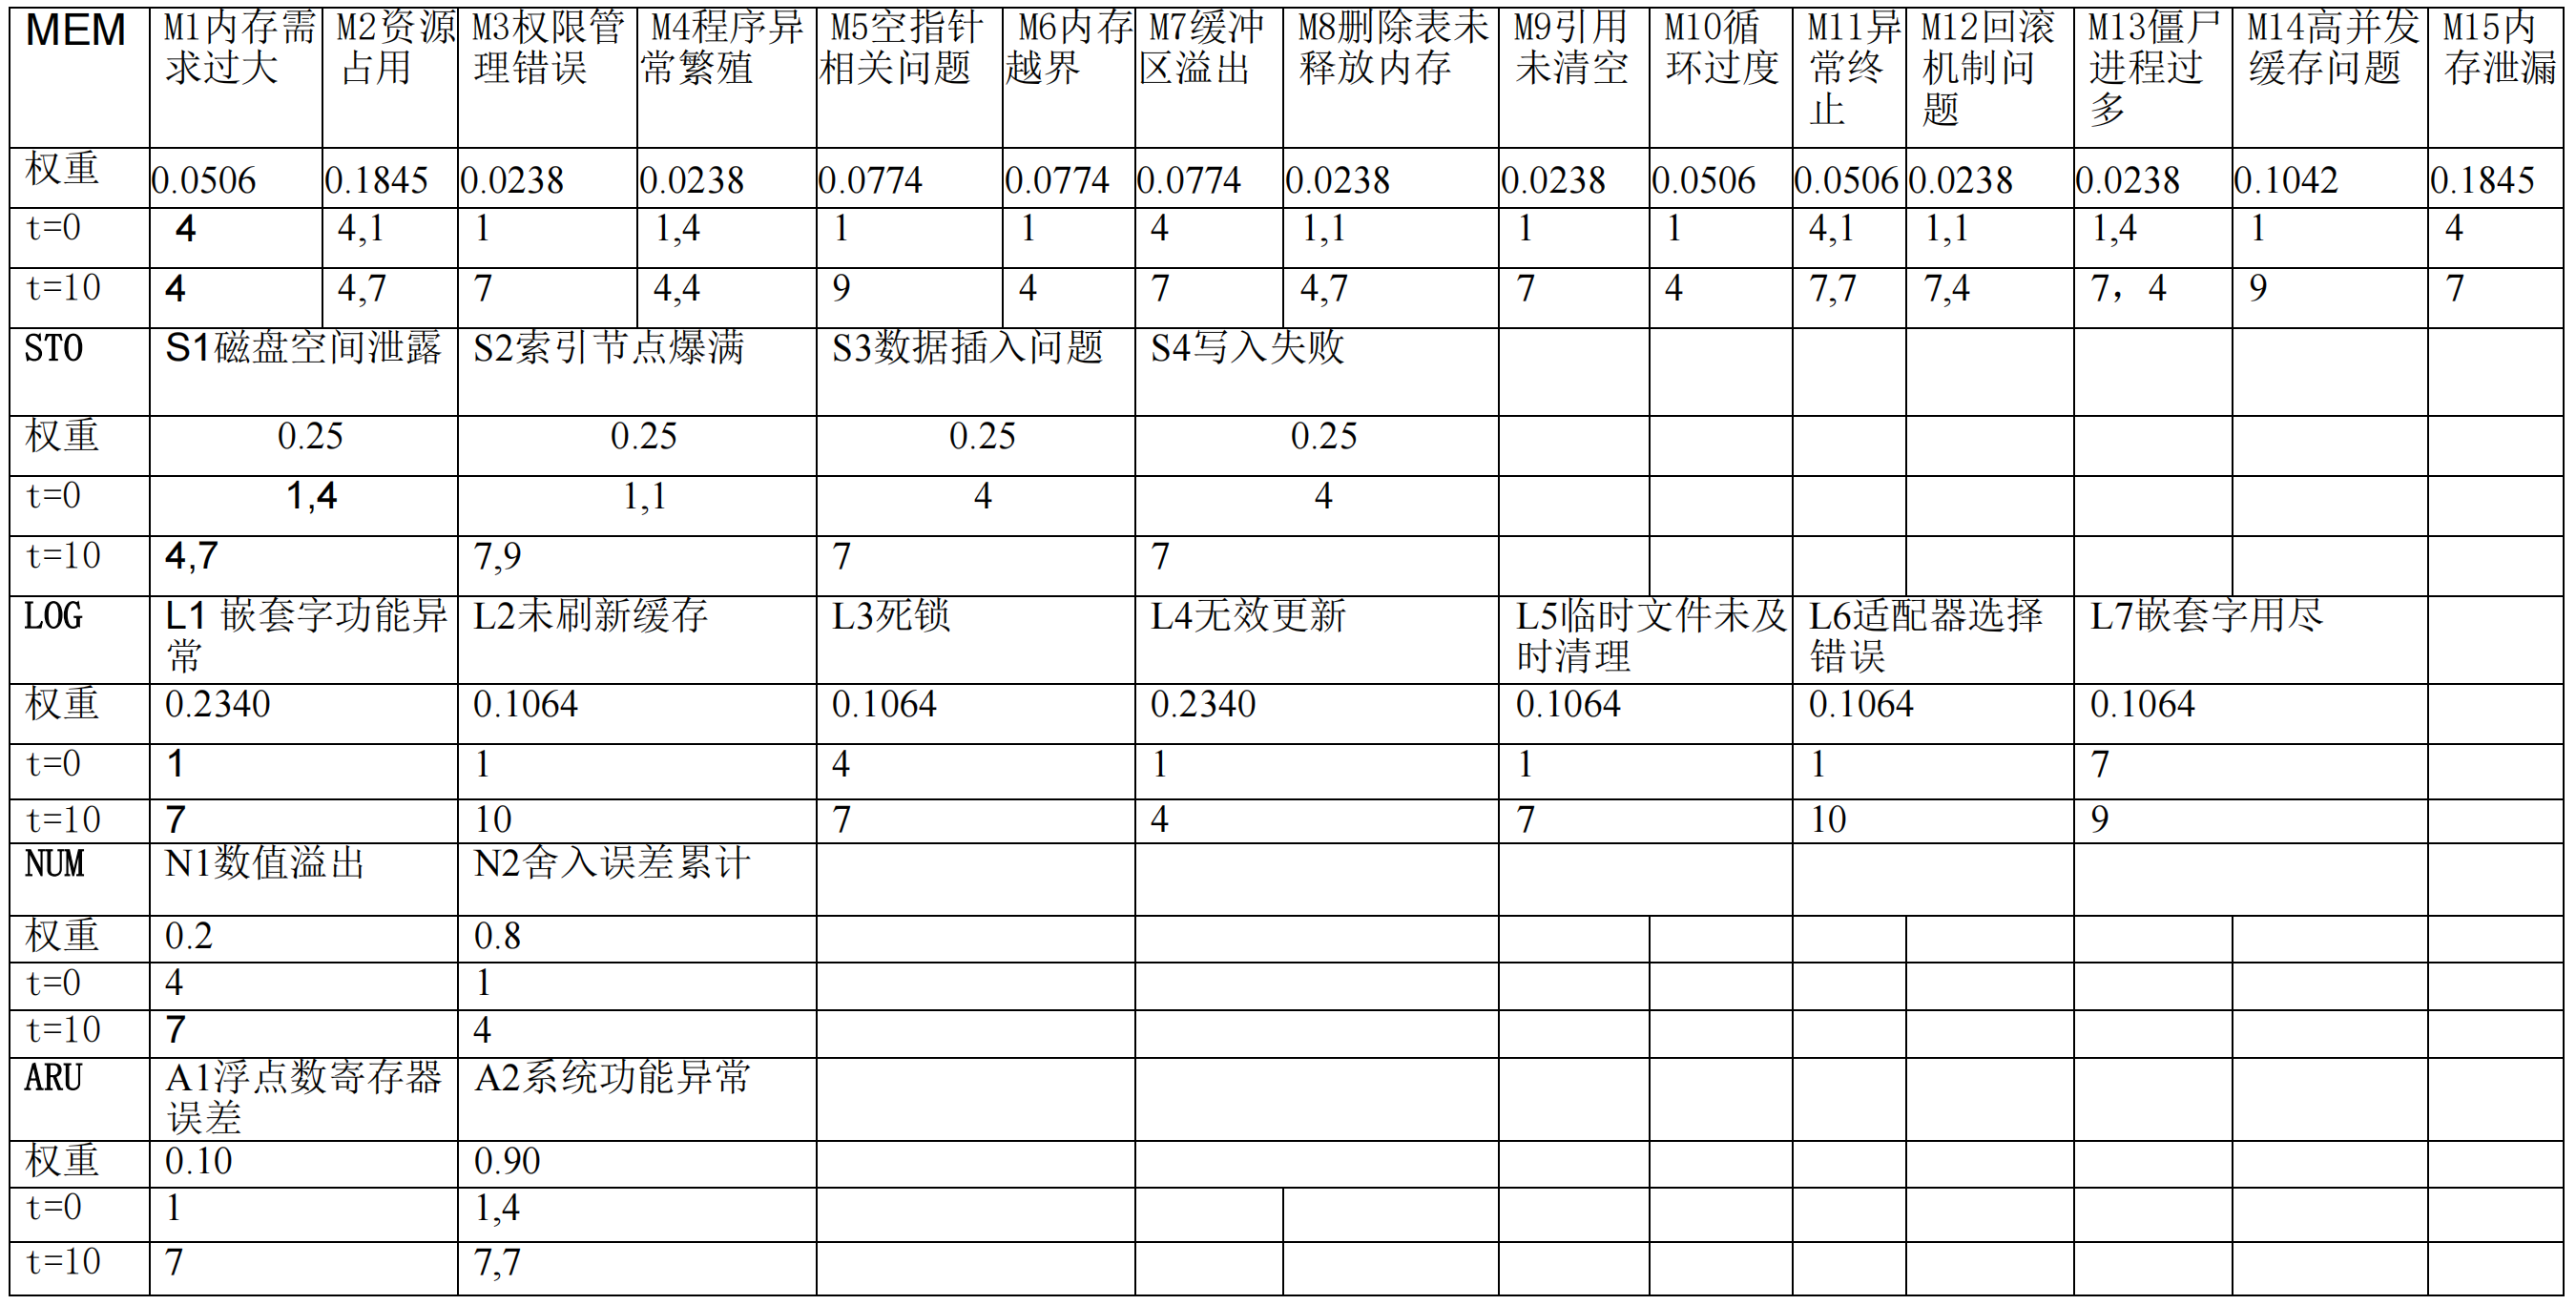 MEM M1内存需求过大 M2资源占用 M3权限管理错误 M4程序异常繁殖 M5空指针相关问题 M6内存越界 M7缓冲区溢出 M8删除表未释放内存 M9引用未清空 M10循环过度 M11异常终止 M12回滚机制问题 M13僵尸进程过多 M14高并发缓存问题 M15内存泄漏
权重 0.0506 0.1845 0.0238 0.0238 0.0774 0.0774 0.0774 0.0238 0.0238 0.0506 0.0506 0.0238 0.0238 0.1042 0.1845
t=0 4 4,1 1 1,4 1 1 4 1,1 1 1 4,1 1,1 1,4 1 4
t=10 4 4,7 7 4,4 9 4 7 4,7 7 4 7,7 7,4 7，4 9 7
STO S1磁盘空间泄露 S2索引节点爆满 S3数据插入问题 S4写入失败
权重 0.25 0.25 0.25 0.25
t=0 1,4 1,1 4 4
t=10 4,7 7,9 7 7
LOG L1 嵌套字功能异常 L2未刷新缓存 L3死锁 L4无效更新 L5临时文件未及时清理 L6适配器选择错误 L7嵌套字用尽
权重 0.2340 0.1064 0.1064 0.2340 0.1064 0.1064 0.1064
t=0 1 1 4 1 1 1 7
t=10 7 10 7 4 7 10 9
NUM N1数值溢出 N2舍入误差累计
权重 0.2 0.8
t=0 4 1
t=10 7 4
ARU A1浮点数寄存器误差 A2系统功能异常
权重 0.10 0.90
t=0 1 1,4
t=10 7 7,7